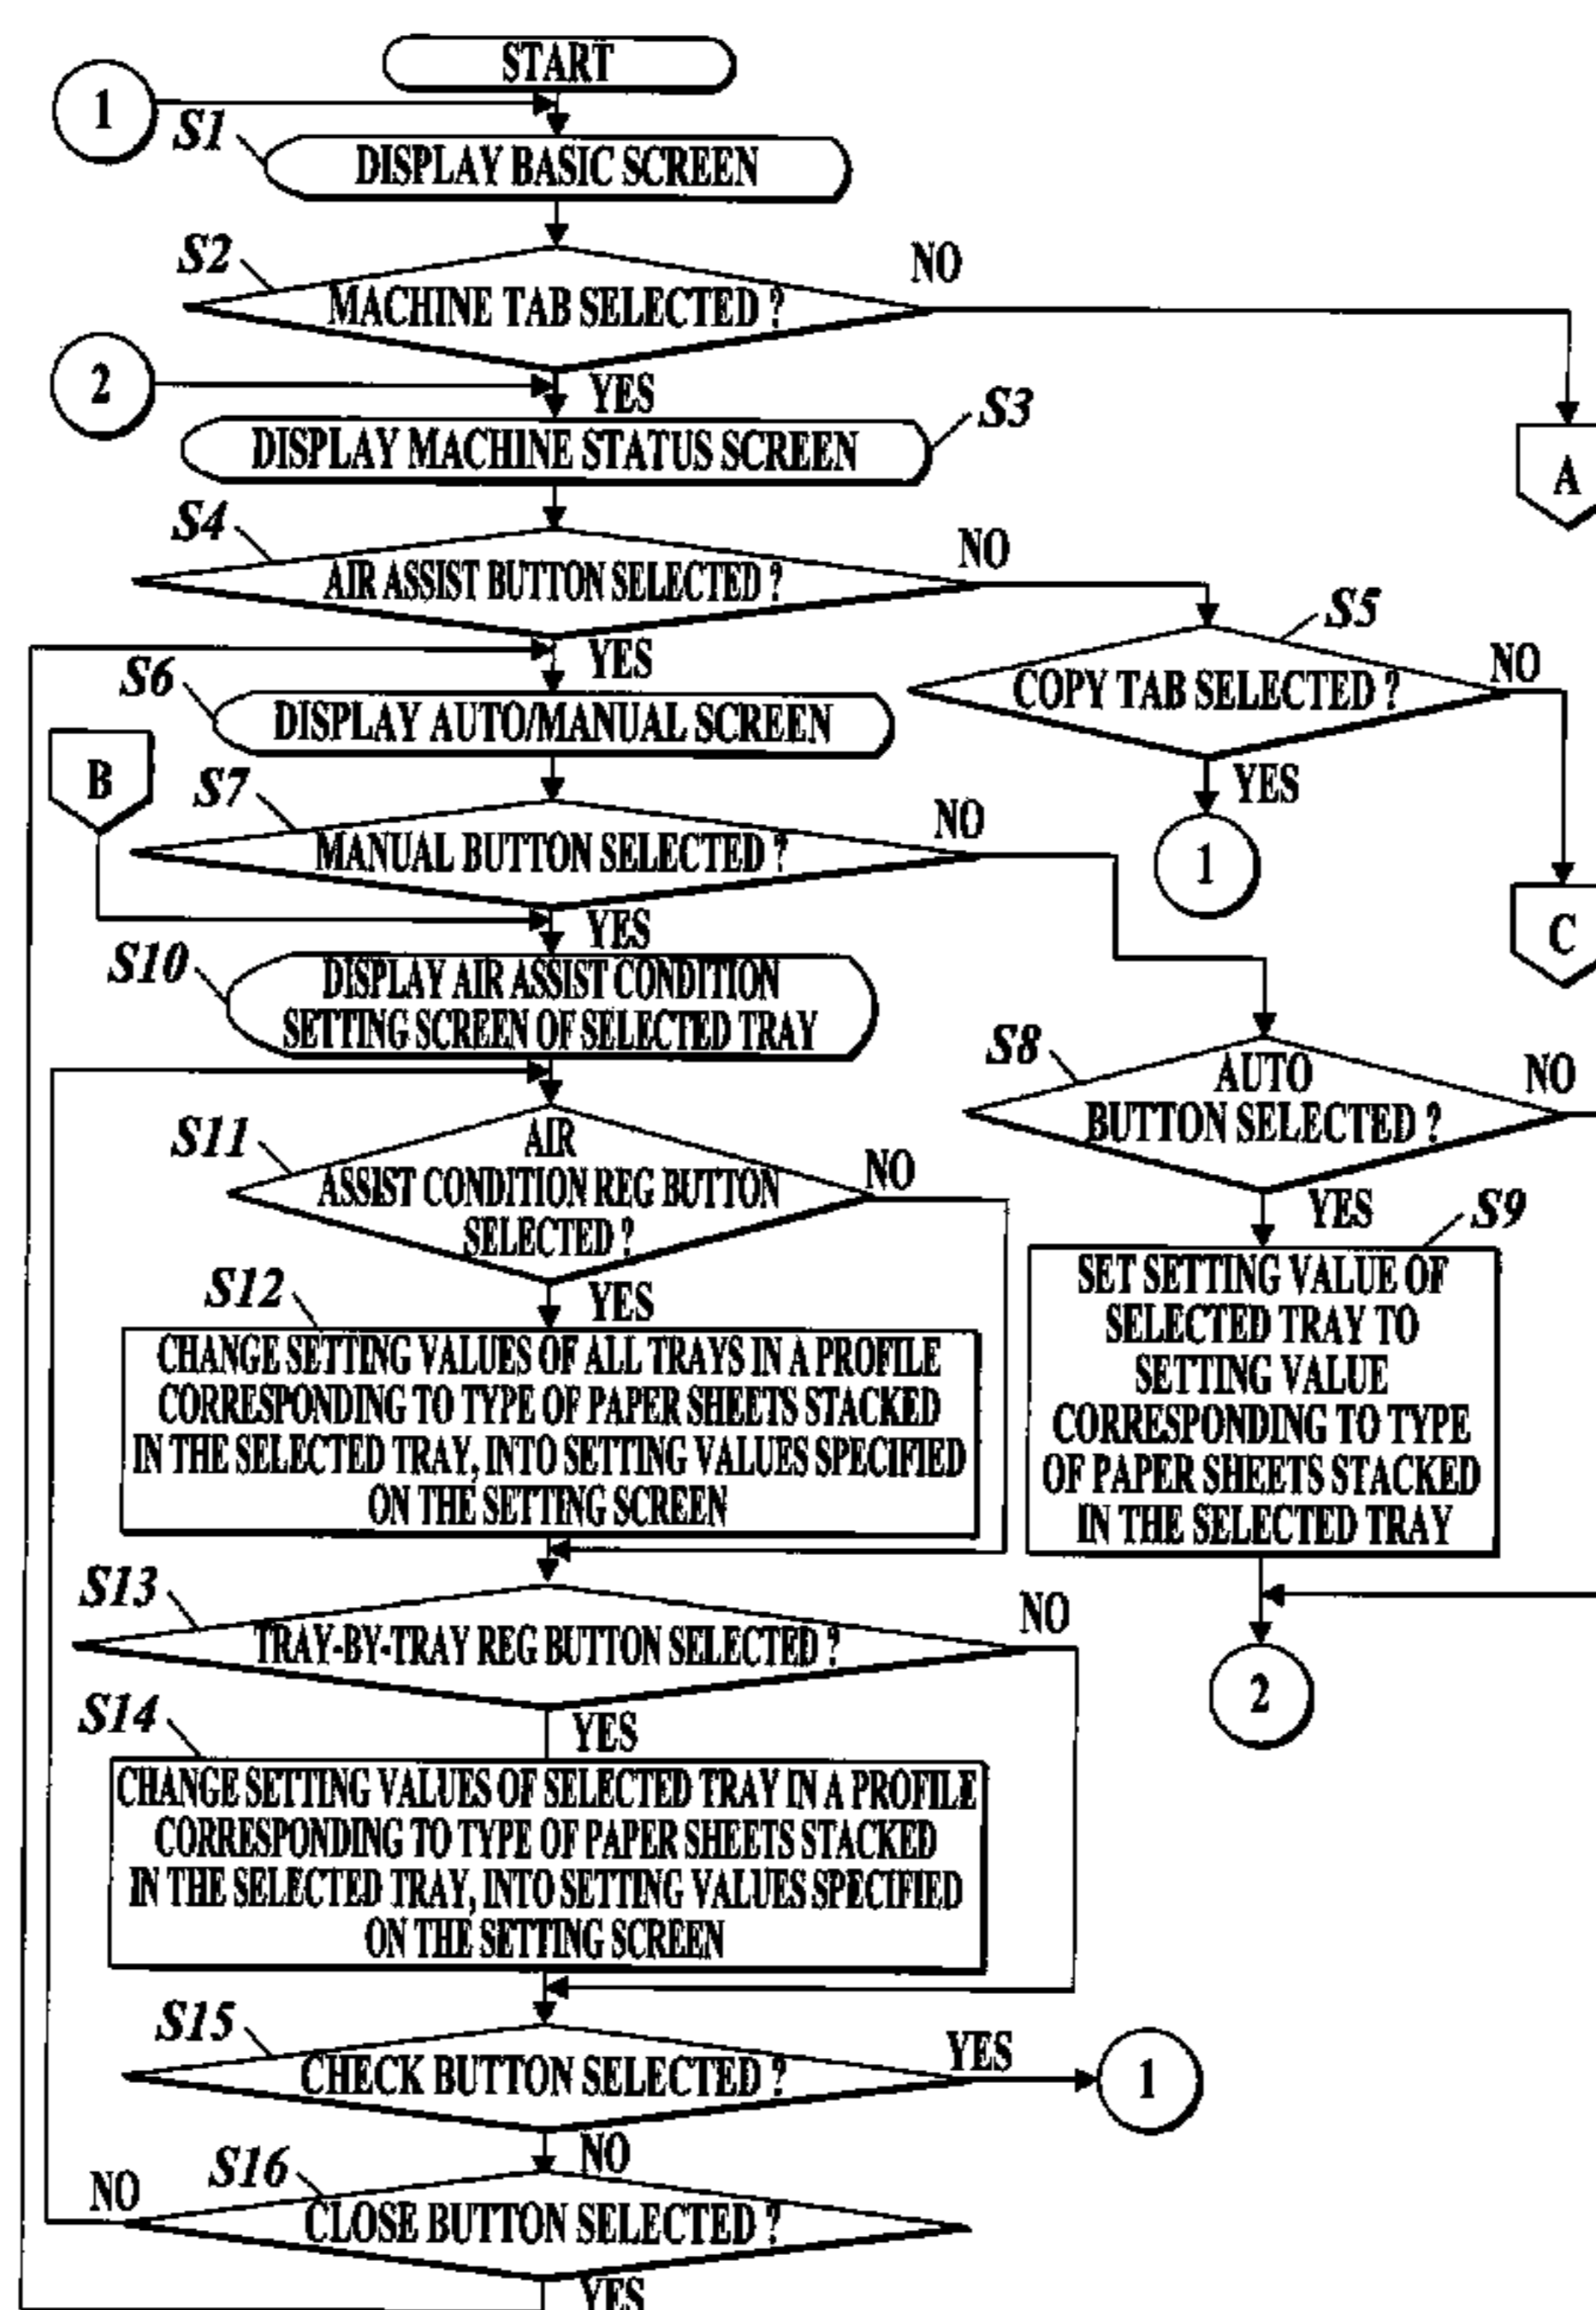 START
1
S1
DISPLAY BASIC SCREEN
S2
NO
MACHINE TAB SELECTED ?
2
YES
S3
DISPLAY MACHINE STATUS SCREEN
A
S4
NO
AIR ASSIST BUTTON SELECTED ?
S5
YES
NO
S6
COPY TAB SELECTED ?
DISPLAY AUTO/MANUAL SCREEN
B
S7
YES
NO
MANUAL BUTTON SELECTED ?
1
YES
C
S10
DISPLAY AIR ASSIST CONDITION
SETTING SCREEN OF SELECTED TRAY
S8
AUTO
NO
BUTTON SELECTED ?
S11
AIR
NO
ASSIST CONDITION REG BUTTON
SELECTED ?
YES
S9
S12
YES
SET SETTING VALUE OF
SELECTED TRAY TO
SETTING VALUE
CORRESPONDING TO TYPE
OF PAPER SHEETS STACKED
IN THE SELECTED TRAY
CHANGE SETTING VALUES OF ALL TRAYS IN A PROFILE
CORRESPONDING TO TYPE OF PAPER SHEETS STACKED
IN THE SELECTED TRAY, INTO SETTING VALUES SPECIFIED
ON THE SETTING SCREEN
S13
NO
TRAY-BY-TRAY REG BUTTON SELECTED ?
2
S14
YES
CHANGE SETTING VALUES OF SELECTED TRAY IN A PROFILE
CORRESPONDING TO TYPE OF PAPER SHEETS STACKED
IN THE SELECTED TRAY, INTO SETTING VALUES SPECIFIED
ON THE SETTING SCREEN
S15
YES
CHECK BUTTON SELECTED ?
1
NO
S16
NO
CLOSE BUTTON SELECTED ?
YES